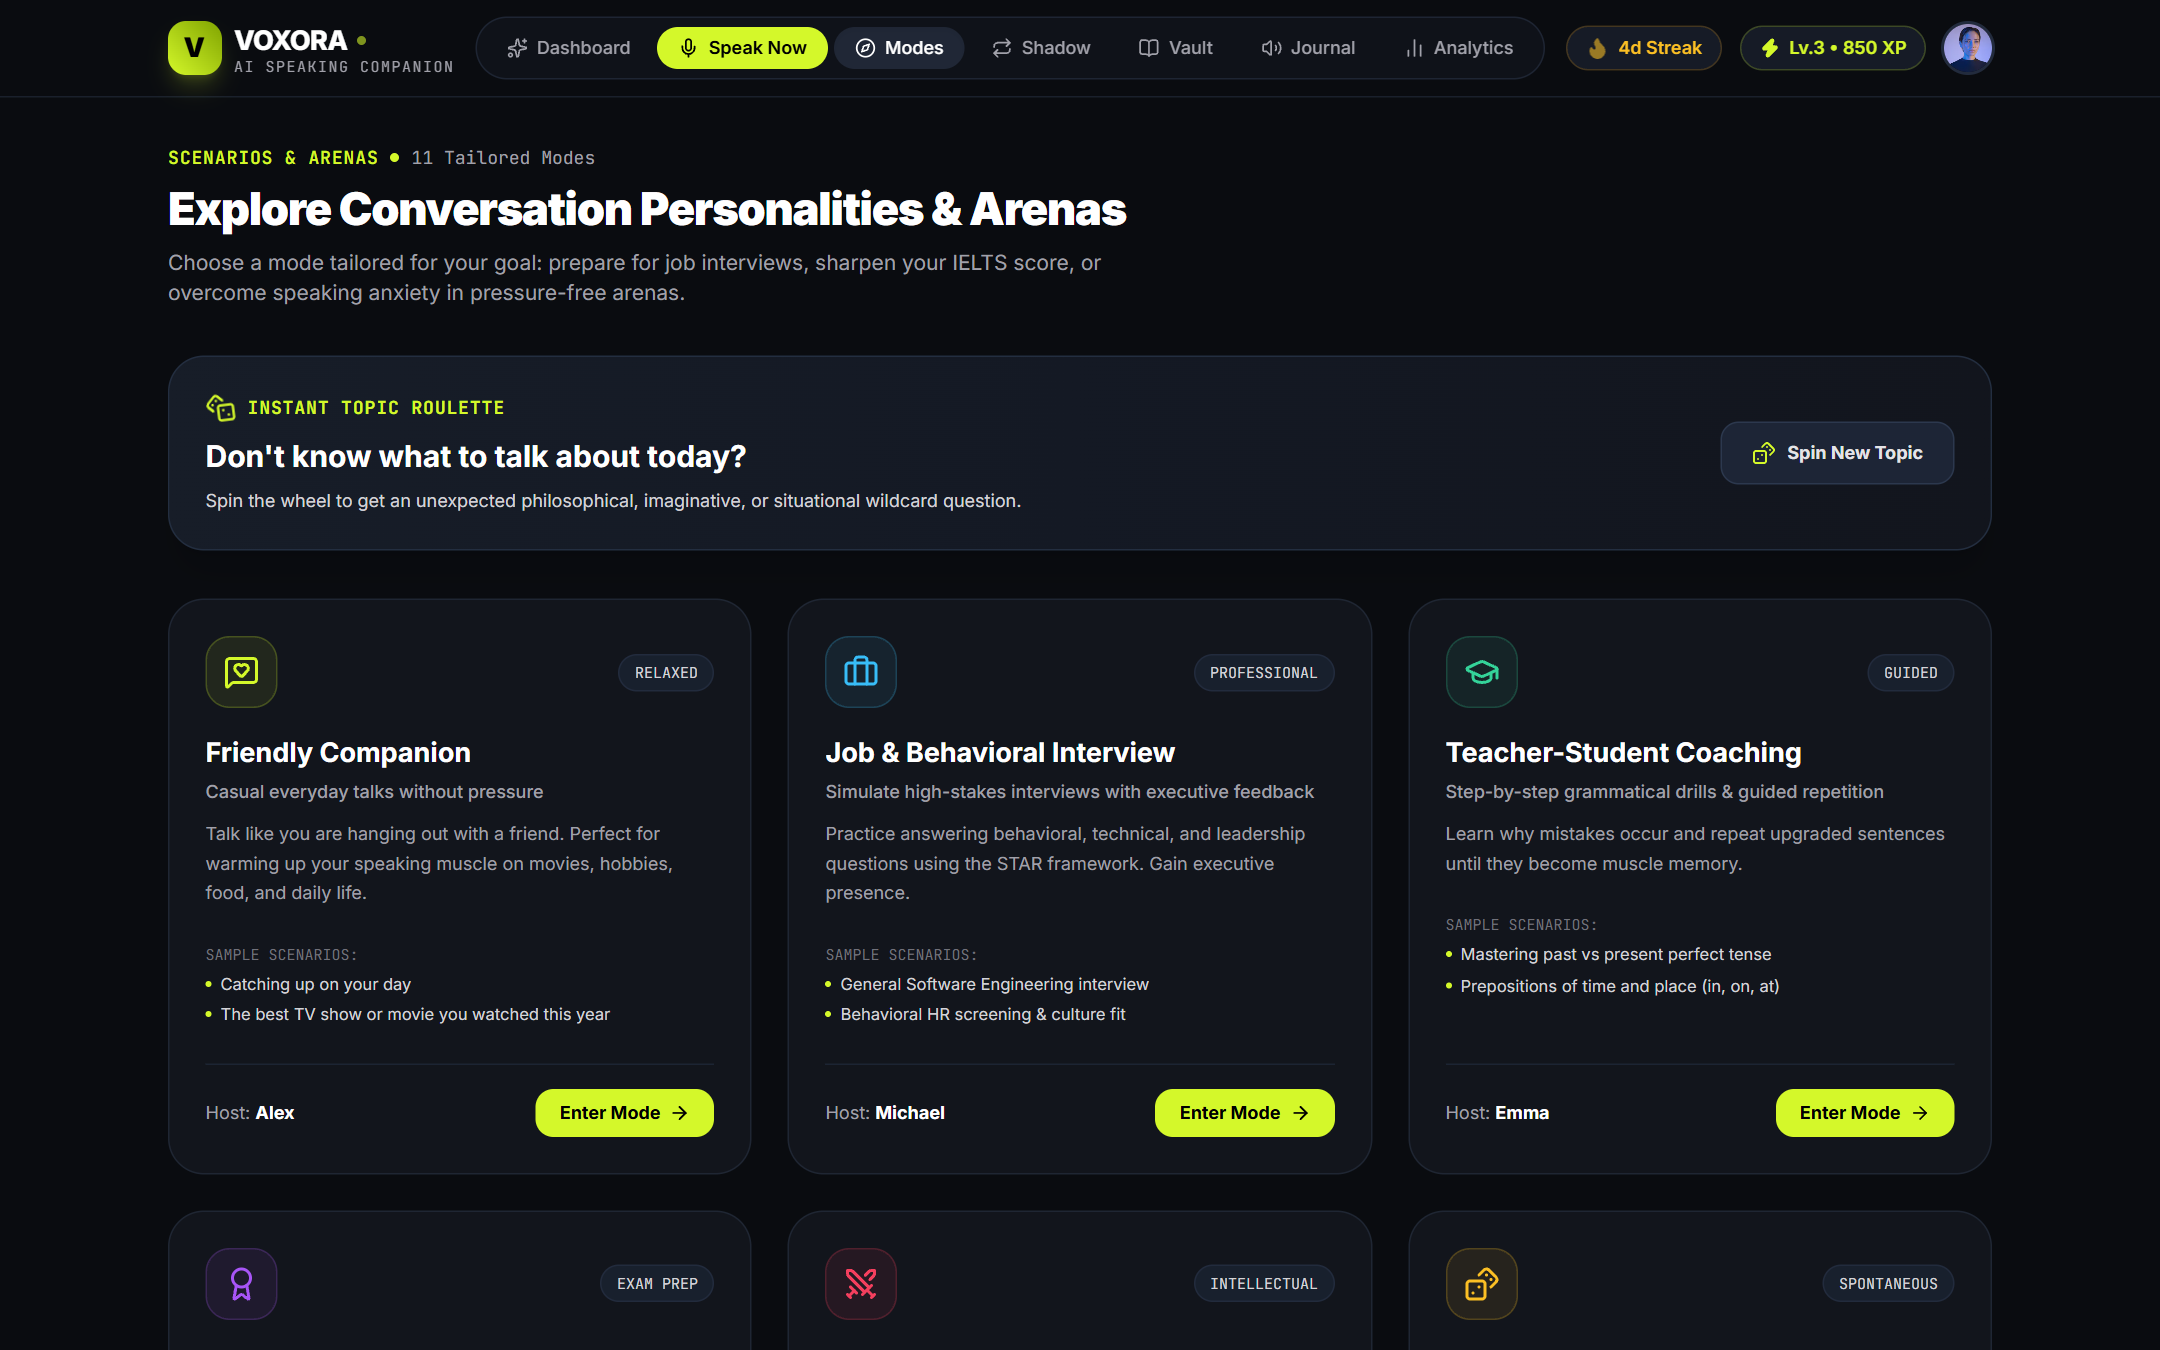 V
VOXORA
AI SPEAKING COMPANION
Dashboard
Speak Now
Modes
Shadow
Vault
Journal
Analytics
4d Streak
Lv.3 • 850 XP
SCENARIOS & ARENAS • 11 Tailored Modes
Explore Conversation Personalities & Arenas
Choose a mode tailored for your goal: prepare for job interviews, sharpen your IELTS score, or
overcome speaking anxiety in pressure-free arenas.
INSTANT TOPIC ROULETTE
Don't know what to talk about today?
Spin the wheel to get an unexpected philosophical, imaginative, or situational wildcard question.
Spin New Topic
RELAXED
Friendly Companion
Casual everyday talks without pressure
Talk like you are hanging out with a friend. Perfect for
warming up your speaking muscle on movies, hobbies,
food, and daily life.
SAMPLE SCENARIOS:
• Catching up on your day
• The best TV show or movie you watched this year
Host: Alex
Enter Mode →
PROFESSIONAL
Job & Behavioral Interview
Simulate high-stakes interviews with executive feedback
Practice answering behavioral, technical, and leadership
questions using the STAR framework. Gain executive
presence.
SAMPLE SCENARIOS:
• General Software Engineering interview
• Behavioral HR screening & culture fit
Host: Michael
Enter Mode →
GUIDED
Teacher-Student Coaching
Step-by-step grammatical drills & guided repetition
Learn why mistakes occur and repeat upgraded sentences
until they become muscle memory.
SAMPLE SCENARIOS:
• Mastering past vs present perfect tense
• Prepositions of time and place (in, on, at)
Host: Emma
Enter Mode →
EXAM PREP
INTELLECTUAL
SPONTANEOUS